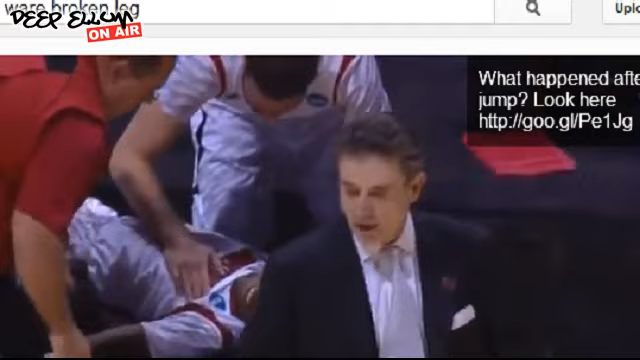 ware broken leg
DEEP ELLUM
ON AIR
Uplo
What happened afte
jump? Look here
http://goo.gl/Pe1Jg